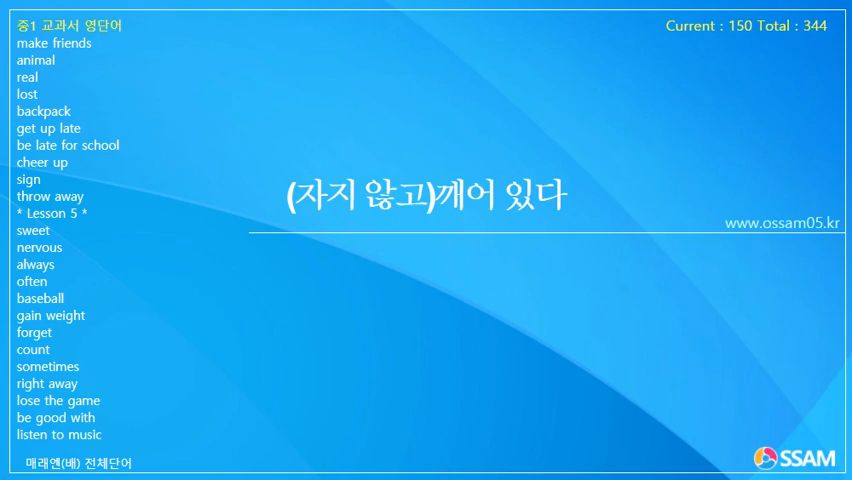 중1 교과서 영단어
Current : 150 Total : 344
make friends
animal
real
lost
backpack
get up late
be late for school
cheer up
sign
throw away
* Lesson 5 *
sweet
nervous
always
often
baseball
gain weight
forget
count
sometimes
right away
lose the game
be good with
listen to music
(자지 않고)깨어 있다
www.ossam05.kr
매래엔(배) 전체단어
OSSAM